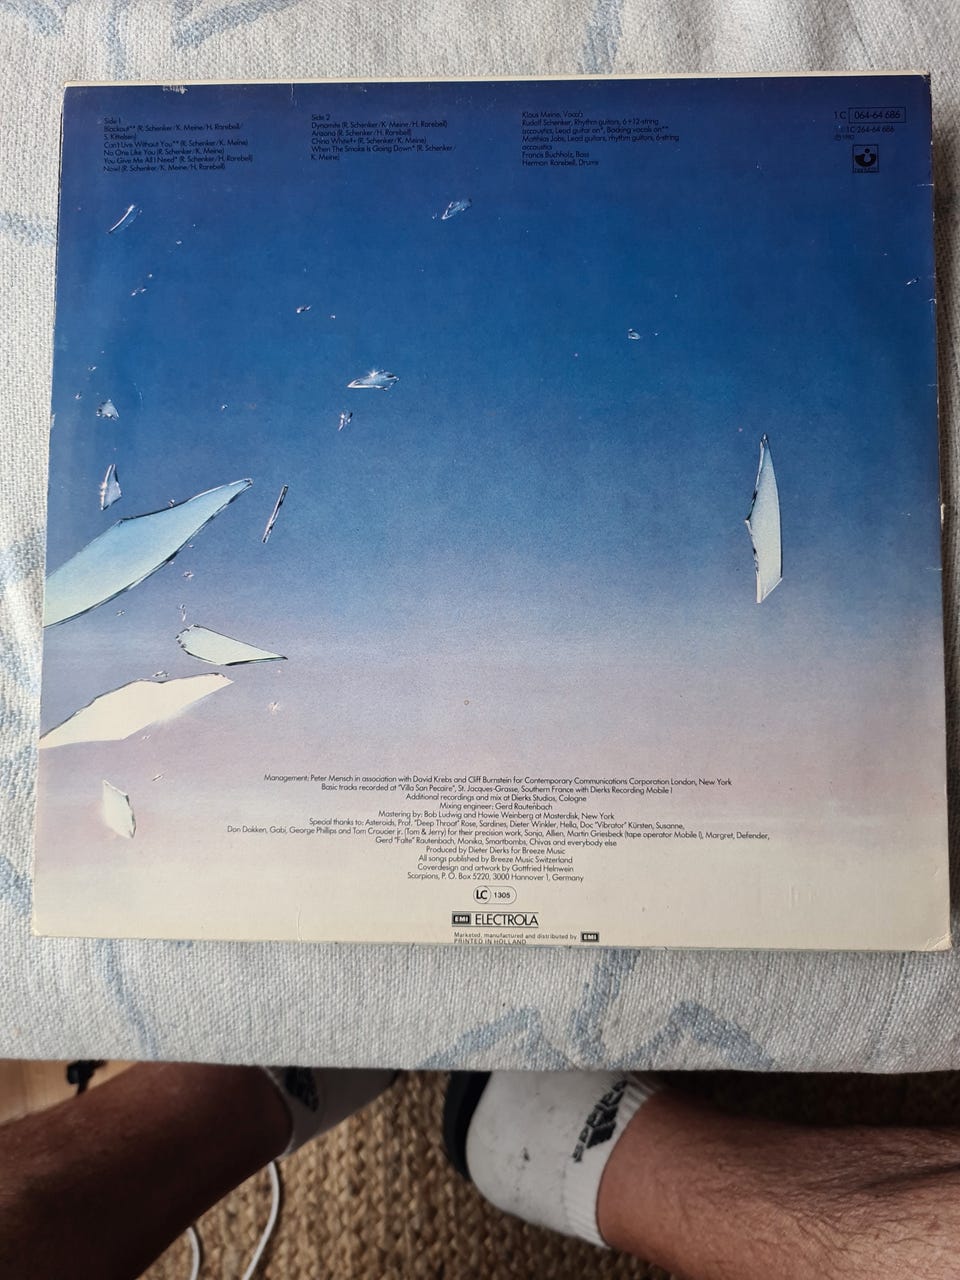 Side 1
Blackout** (R. Schenker/K. Meine/H. Rarebell/
S. Kittelsen)
Can't Live Without You** (R. Schenker/K. Meine)
No One Like You (R. Schenker/K. Meine)
You Give Me All I Need* (R. Schenker/H. Rarebell)
Now! (R. Schenker/K. Meine/H. Rarebell)
Side 2
Dynamite (R. Schenker/K. Meine/H. Rarebell)
Arizona (R. Schenker/K. Meine/H. Rarebell)
China White*+ (R. Schenker/K. Meine)
When The Smoke Is Going Down* (R. Schenker/
K. Meine)
Klaus Meine, Vocals
Rudolf Schenker, Rhythm guitars, 6+12-string
accoustics, Lead guitar on*, Backing vocals on**
Matthias Jabs, Lead guitars, rhythm guitars, 6-string
accoustics
Francis Buchholz, Bass
Herman Rarebell, Drums
1C 064-64 686
1C 264-64 686
Management: Peter Mensch in association with David Krebs and Cliff Burnstein for Contemporary Communications Corporation London, New York
Basic tracks recorded at "Villa San Pecaire", St. Jacques-Grasse, Southern France with Dierks Recording Mobile I
Additional recordings and mix at Dierks Studios, Cologne
Mixing engineer: Gerd Rautenbach
Mastering by: Bob Ludwig and Howie Weinberg at Masterdisk, New York
Special thanks to: Asteroids, Prof. "Deep Throat" Rose, Sardines, Dieter Winkler, Hella, Doc "Vibrator" Kürsten, Susanne,
Don Dokken, Gabi, George Phillips and Tom Croucier jr. (Tom & Jerry) for their precision work, Sonja, Allien, Martin Griesbeck (tape operator Mobile I), Margret, Defender,
Gerd "Falte" Rautenbach, Monika, Smartbombs, Chivas and everybody else
Produced by Dieter Dierks for Breeze Music
All songs published by Breeze Music Switzerland
Coverdesign and artwork by Gottfried Helnwein
Scorpions, P. O. Box 5220, 3000 Hannover 1, Germany
LC 1305
EMI ELECTROLA
Marketed, manufactured and distributed by EMI
PRINTED IN HOLLAND
adidas